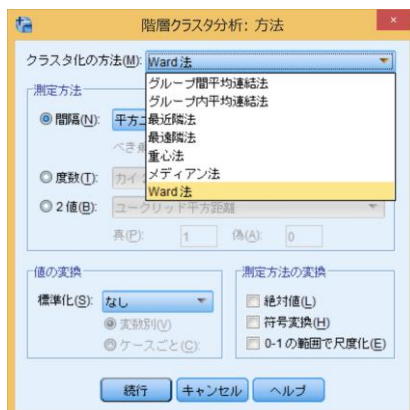 階層クラスタ分析: 方法
クラスタ化の方法(M): Ward 法
グループ間平均連結法
グループ内平均連結法
最近隣法
最遠隣法
重心法
メディアン法
Ward 法
測定方法
間隔(N): 平方ユ
べき乗
度数(T): カイ
2 値(B): ユークリッド平方距離
真(P): 1 偽(A): 0
値の変換
標準化(S): なし
変数別(V)
ケースごと(C):
測定方法の変換
絶対値(L)
符号変換(H)
0-1 の範囲で尺度化(E)
続行 キャンセル ヘルプ